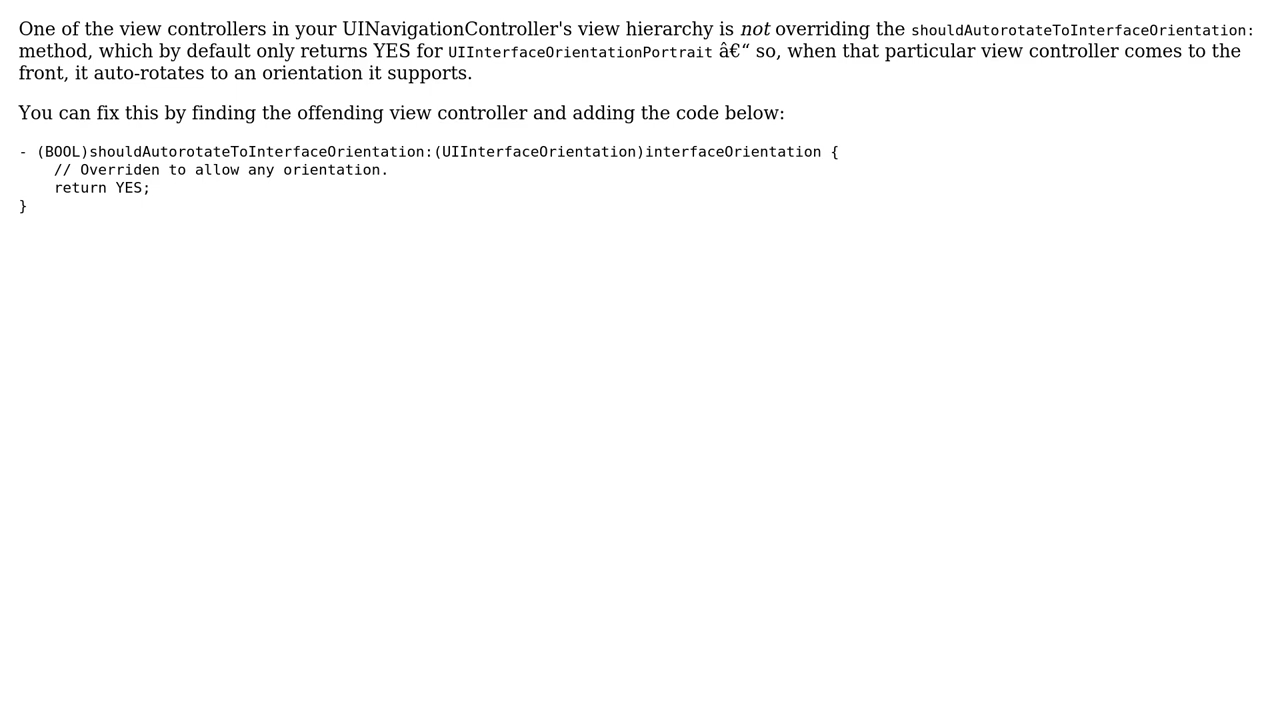 One of the view controllers in your UINavigationController's view hierarchy is not overriding the shouldAutorotateToInterfaceOrientation:
method, which by default only returns YES for UIInterfaceOrientationPortrait â€“ so, when that particular view controller comes to the
front, it auto-rotates to an orientation it supports.
You can fix this by finding the offending view controller and adding the code below:
- (BOOL)shouldAutorotateToInterfaceOrientation:(UIInterfaceOrientation)interfaceOrientation {
    // Overriden to allow any orientation.
    return YES;
}